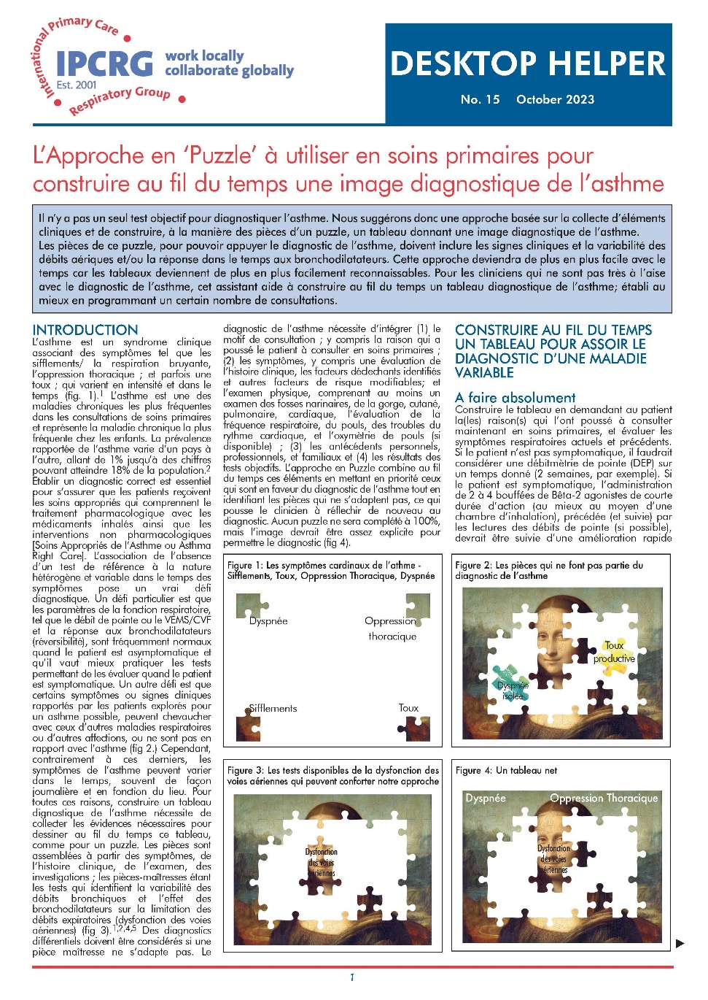 International Primary Care
IPCRG
Est. 2001
Respiratory Group
work locally
collaborate globally
DESKTOP HELPER
No. 15 October 2023
L'Approche en 'Puzzle' à utiliser en soins primaires pour
construire au fil du temps une image diagnostique de l'asthme
Il n'y a pas un seul test objectif pour diagnostiquer l'asthme. Nous suggérons donc une approche basée sur la collecte d'éléments
cliniques et de construire, à la manière des pièces d'un puzzle, un tableau donnant une image diagnostique de l'asthme.
Les pièces de ce puzzle, pour pouvoir appuyer le diagnostic de l'asthme, doivent inclure les signes cliniques et la variabilité des
débits aériques et/ou la réponse dans le temps aux bronchodilatateurs. Cette approche deviendra de plus en plus facile avec le
temps car les tableaux deviennent de plus en plus facilement reconnaissables. Pour les cliniciens qui ne sont pas très à l'aise
avec le diagnostic de l'asthme, cet assistant aide à construire au fil du temps un tableau diagnostique de l'asthme; établi au
mieux en programmant un certain nombre de consultations.
INTRODUCTION
L'asthme est un syndrome clinique
associant des symptômes tel que les
sifflements/ la respiration bruyante,
l'oppression thoracique ; et parfois une
toux ; qui varient en intensité et dans le
temps (fig. 1).1 L'asthme est une des
maladies chroniques les plus fréquentes
dans les consultations de soins primaires
et représente la maladie chronique la plus
fréquente chez les enfants. La prévalence
rapportée de l'asthme varie d'un pays à
l'autre, allant de 1% jusqu'à des chiffres
pouvant atteindre 18% de la population.2
Etablir un diagnostic correct est essentiel
pour s'assurer que les patients reçoivent
les soins appropriés qui comprennent le
traitement pharmacologique avec les
médicaments inhalés ainsi que les
interventions non pharmacologiques
[Soins Appropriés de l'Asthme ou Asthma
Right Care]. L'association de l'absence
d'un test de référence à la nature
hétérogène et variable dans le temps des
symptômes pose un vrai défi
diagnostique. Un défi particulier est que
les paramètres de la fonction respiratoire,
tel que le débit de pointe ou le VEMS/CVF
et la réponse aux bronchodilatateurs
(réversibilité), sont fréquemment normaux
quand le patient est asymptomatique et
qu'il vaut mieux pratiquer les tests
permettant de les évaluer quand le patient
est symptomatique. Un autre défi est que
certains symptômes ou signes cliniques
rapportés par les patients explorés pour
un asthme possible, peuvent chevaucher
avec ceux d'autres maladies respiratoires
ou d'autres affections, ou ne sont pas en
rapport avec l'asthme (fig 2.) Cependant,
contrairement à ces derniers, les
symptômes de l'asthme peuvent varier
dans le temps, souvent de façon
journalière et en fonction du lieu. Pour
toutes ces raisons, construire un tableau
dignostique de l'asthme nécessite de
collecter les évidences nécessaires pour
dessiner au fil du temps ce tableau,
comme pour un puzzle. Les pièces sont
assemblées à partir des symptômes, de
l'histoire clinique, de l'examen, des
investigations ; les pièces-maîtresses étant
les tests qui identifient la variabilité des
débits bronchiques et l'effet des
bronchodilatateurs sur la limitation des
débits expiratoires (dysfonction des voies
aériennes) (fig 3).1,2,4,5 Des diagnostics
différentiels doivent être considérés si une
pièce maîtresse ne s'adapte pas. Le
diagnostic de l'asthme nécessite d'intégrer (1) le
motif de consultation ; y compris la raison qui a
poussé le patient à consulter en soins primaires ;
(2) les symptômes, y compris une évaluation de
l'histoire clinique, les facteurs dédechants identifiés
et autres facteurs de risque modifiables; et
l'examen physique, comprenant au moins un
examen des fosses narinaires, de la gorge, cutané,
pulmonaire, cardiaque, l'évaluation de la
fréquence respiratoire, du pouls, des troubles du
rythme cardiaque, et l'oxymétrie de pouls (si
disponible) ; (3) les antécédents personnels,
professionnels, et familiaux et (4) les résultats des
tests objectifs. L'approche en Puzzle combine au fil
du temps ces éléments en mettant en priorité ceux
qui sont en faveur du diagnostic de l'asthme tout en
identifiant les pièces qui ne s'adaptent pas, ce qui
pousse le clinicien à réflechir de nouveau au
diagnostic. Aucun puzzle ne sera complété à 100%,
mais l'image devrait être assez explicite pour
permettre le diagnostic (fig 4).
CONSTRUIRE AU FIL DU TEMPS
UN TABLEAU POUR ASSOIR LE
DIAGNOSTIC D'UNE MALADIE
VARIABLE
A faire absolument
Construire le tableau en demandant au patient
la(les) raison(s) qui l'ont poussé à consulter
maintenant en soins primaires, et évaluer les
symptômes respiratoires actuels et précédents.
Si le patient n'est pas symptomatique, il faudrait
considérer une débitmètrie de pointe (DEP) sur
un temps donné (2 semaines, par exemple). Si
le patient est symptomatique, l'administration
de 2 à 4 bouffées de Bêta-2 agonistes de courte
durée d'action (au mieux au moyen d'une
chambre d'inhalation), précédée (et suivie) par
les lectures des débits de pointe (si possible),
devrait être suivie d'une amélioration rapide
Figure 1: Les symptômes cardinaux de l'athme -
Sifflements, Toux, Oppression Thoracique, Dyspnée
Dyspnée
Oppression
thoracique
Sifflements
Toux
Figure 2: Les pièces qui ne font pas partie du
diagnostic de l'asthme
Toux
productive
Dyspnée
isolée
Figure 3: Les tests disponibles de la dysfonction des
voies aériennes qui peuvent conforter notre approche
Dysfonction
des voies
aériennes
Figure 4: Un tableau net
Dyspnée
Oppression Thoracique
Dysfonction
des voies
aériennes
1